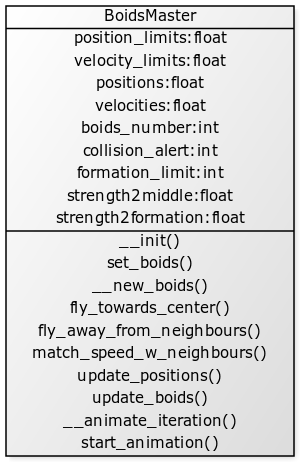 BoidsMaster
position_limits:float
velocity_limits:float
positions:float
velocities:float
boids_number:int
collision_alert:int
formation_limit:int
strength2middle:float
strength2formation:float
__init()
set_boids()
__new_boids()
fly_towards_center()
fly_away_from_neighbours()
match_speed_w_neighbours()
update_positions()
update_boids()
__animate_iteration()
start_animation()